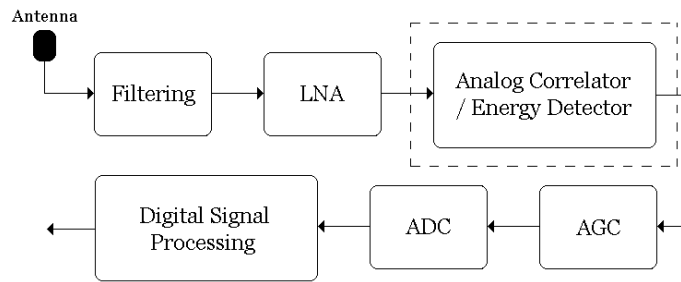 Antenna
Filtering
LNA
Analog Correlator
/ Energy Detector
Digital Signal
Processing
ADC
AGC